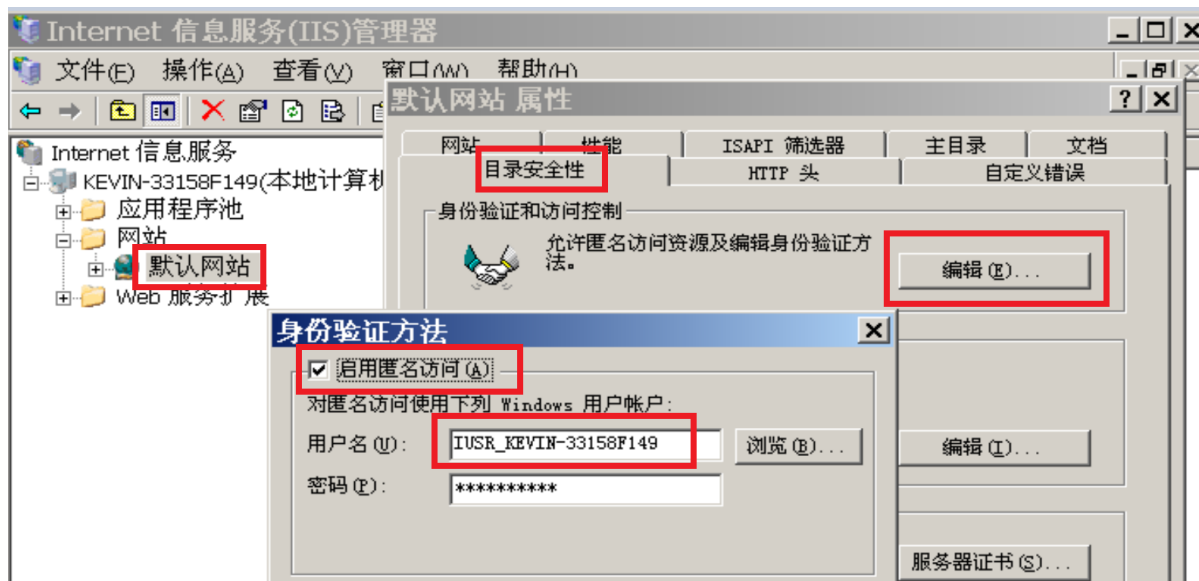 Internet 信息服务(IIS)管理器
文件(F) 操作(A) 查看(V) 窗口(W) 帮助(H)
默认网站 属性
Internet 信息服务
KEVIN-33158F149(本地计算机
应用程序池
网站
默认网站
Web 服务扩展
网站 性能 ISAPI 筛选器 主目录 文档
目录安全性 HTTP 头 自定义错误
身份验证和访问控制
允许匿名访问资源及编辑身份验证方
法。
编辑(E)...
身份验证方法
启用匿名访问(A)
对匿名访问使用下列 Windows 用户帐户:
用户名(U): IUSR_KEVIN-33158F149 浏览(B)...
编辑(I)...
密码(P): **********
服务器证书(S)...